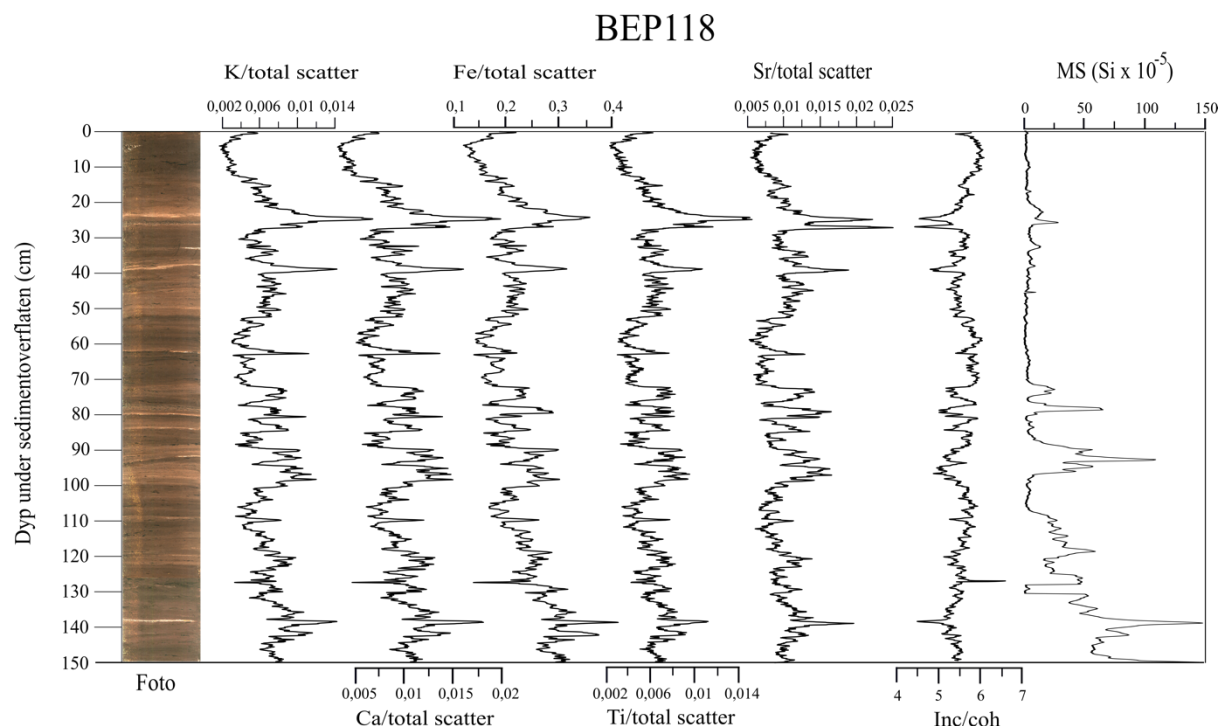 BEP118
K/total scatter
Fe/total scatter
Sr/total scatter
MS (Si x 10-5)
0,002 0,006 0,01 0,014
0,1 0,2 0,3 0,4
0,005 0,01 0,015 0,02 0,025
0 50 100 150
Dyp under sedimentoverflaten (cm)
0
10
20
30
40
50
60
70
80
90
100
110
120
130
140
150
Foto
0,005 0,01 0,015 0,02
0,002 0,006 0,01 0,014
4 5 6 7
Ca/total scatter
Ti/total scatter
Inc/coh